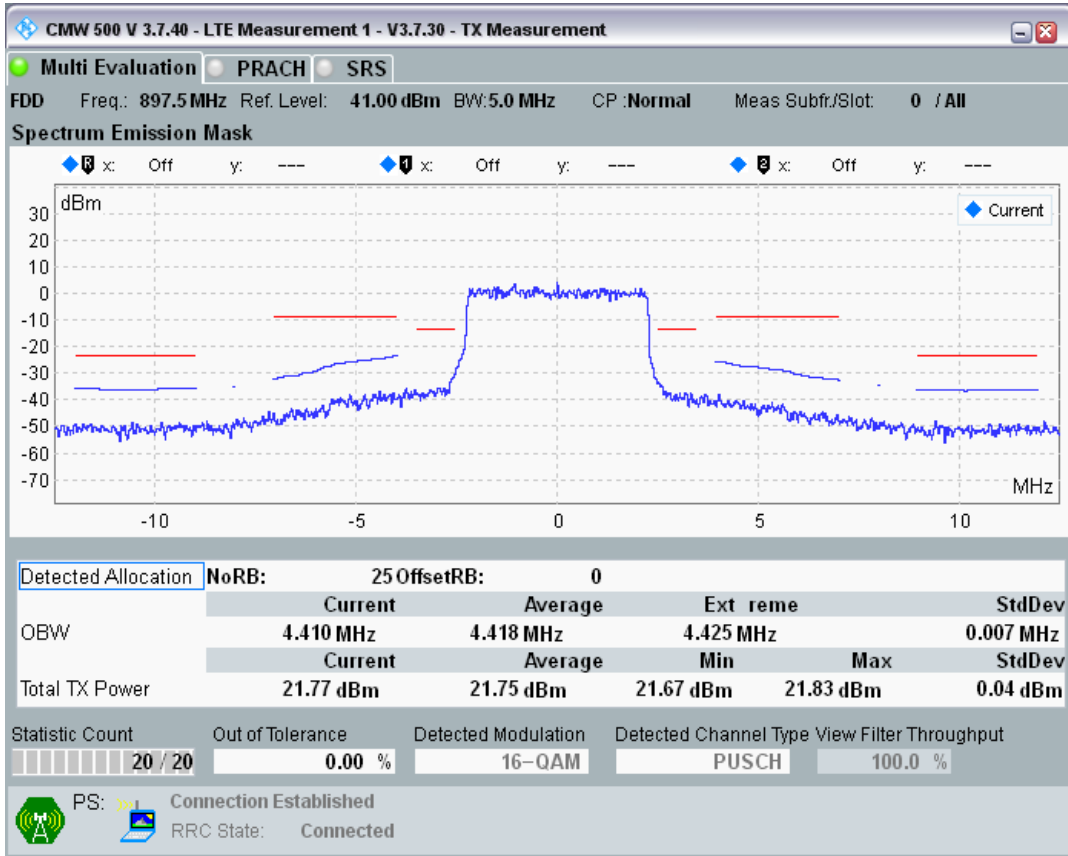 CMW 500 V 3.7.40 - LTE Measurement 1 - V3.7.30 - TX Measurement
Multi Evaluation PRACH SRS
FDD Freq.: 897.5 MHz Ref. Level: 41.00 dBm BW: 5.0 MHz CP :Normal Meas Subfr./Slot: 0 / All
Spectrum Emission Mask
R x: Off y: --- 1 x: Off y: --- 2 x: Off y: ---
dBm
Current
30
20
10
0
-10
-20
-30
-40
-50
-60
-70
MHz
-10 -5 0 5 10
Detected Allocation NoRB: 25 OffsetRB: 0
Current Average Ext reme StdDev
OBW 4.410 MHz 4.418 MHz 4.425 MHz 0.007 MHz
Current Average Min Max StdDev
Total TX Power 21.77 dBm 21.75 dBm 21.67 dBm 21.83 dBm 0.04 dBm
Statistic Count Out of Tolerance Detected Modulation Detected Channel Type View Filter Throughput
20 / 20 0.00 % 16-QAM PUSCH 100.0 %
PS: Connection Established
RRC State: Connected